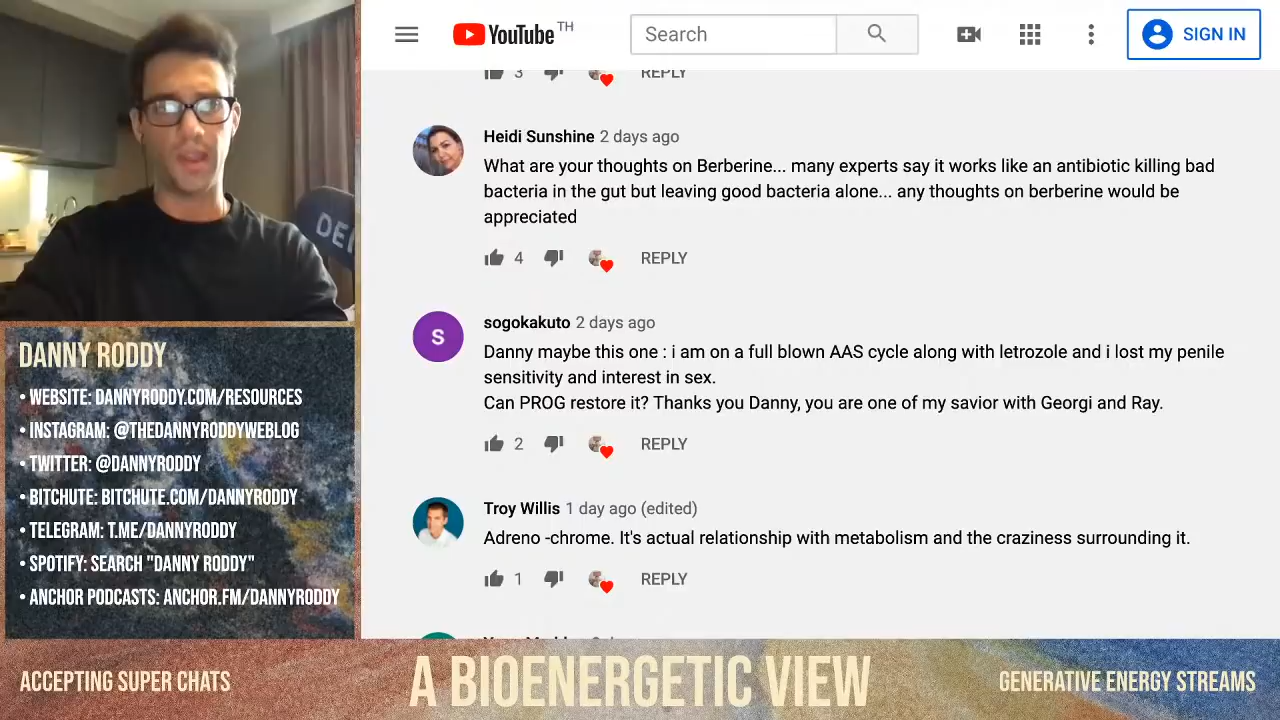 YouTube TH
Search
SIGN IN
3
REPLY
Heidi Sunshine 2 days ago
What are your thoughts on Berberine... many experts say it works like an antibiotic killing bad
bacteria in the gut but leaving good bacteria alone... any thoughts on berberine would be
appreciated
4 REPLY
S
sogokakuto 2 days ago
Danny maybe this one : i am on a full blown AAS cycle along with letrozole and i lost my penile
sensitivity and interest in sex.
Can PROG restore it? Thanks you Danny, you are one of my savior with Georgi and Ray.
2 REPLY
Troy Willis 1 day ago (edited)
Adreno -chrome. It's actual relationship with metabolism and the craziness surrounding it.
1 REPLY
DANNY RODDY
• WEBSITE: DANNYRODDY.COM/RESOURCES
• INSTAGRAM: @THEDANNYRODDYWEBLOG
• TWITTER: @DANNYRODDY
• BITCHUTE: BITCHUTE.COM/DANNYRODDY
• TELEGRAM: T.ME/DANNYRODDY
• SPOTIFY: SEARCH "DANNY RODDY"
• ANCHOR PODCASTS: ANCHOR.FM/DANNYRODDY
ACCEPTING SUPER CHATS
A BIOENERGETIC VIEW
GENERATIVE ENERGY STREAMS